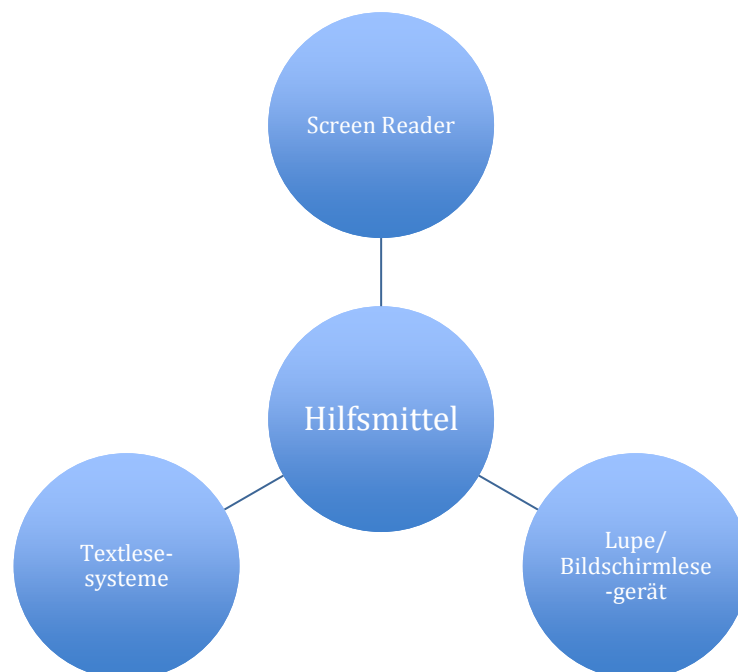 Screen Reader
Hilfsmittel
Textlese-
systeme
Lupe/
Bildschirmlese
-gerät